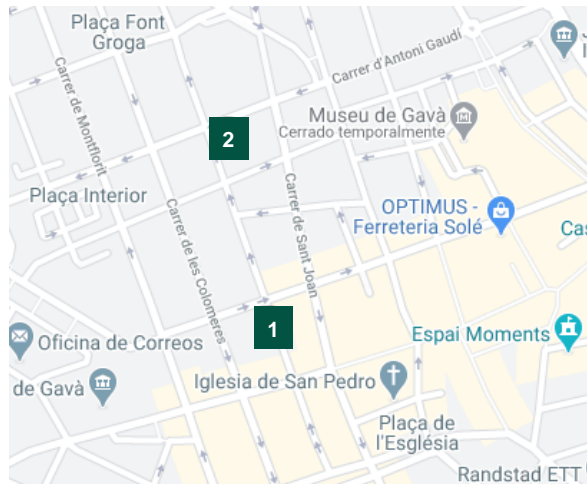 Plaça Font
Groga
Carrer d'Antoni Gaudí
J
Carrer de Montflorit
2
Museu de Gavà
Cerrado temporalmente
Plaça Interior
Carrer de les Colomeres
Carrer de Sant Joan
OPTIMUS -
Ferreteria Solé
Cas
1
Oficina de Correos
Espai Moments
de Gavà
Iglesia de San Pedro
Plaça de
l'Església
Randstad ETT